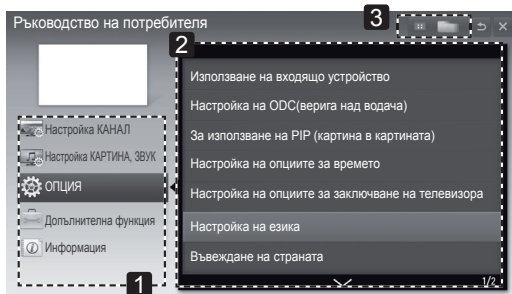 Ръководство на потребителя
3
2
Настройка КАНАЛ
Настройка КАРТИНА, ЗВУК
ОПЦИЯ
Допълнителна функция
Информация
1
Използване на входящо устройство
Настройка на ODC(верига над водача)
За използване на PIP (картина в картината)
Настройка на опциите за времето
Настройка на опциите за заключване на телевизора
Настройка на езика
Въвеждане на страната
1/2